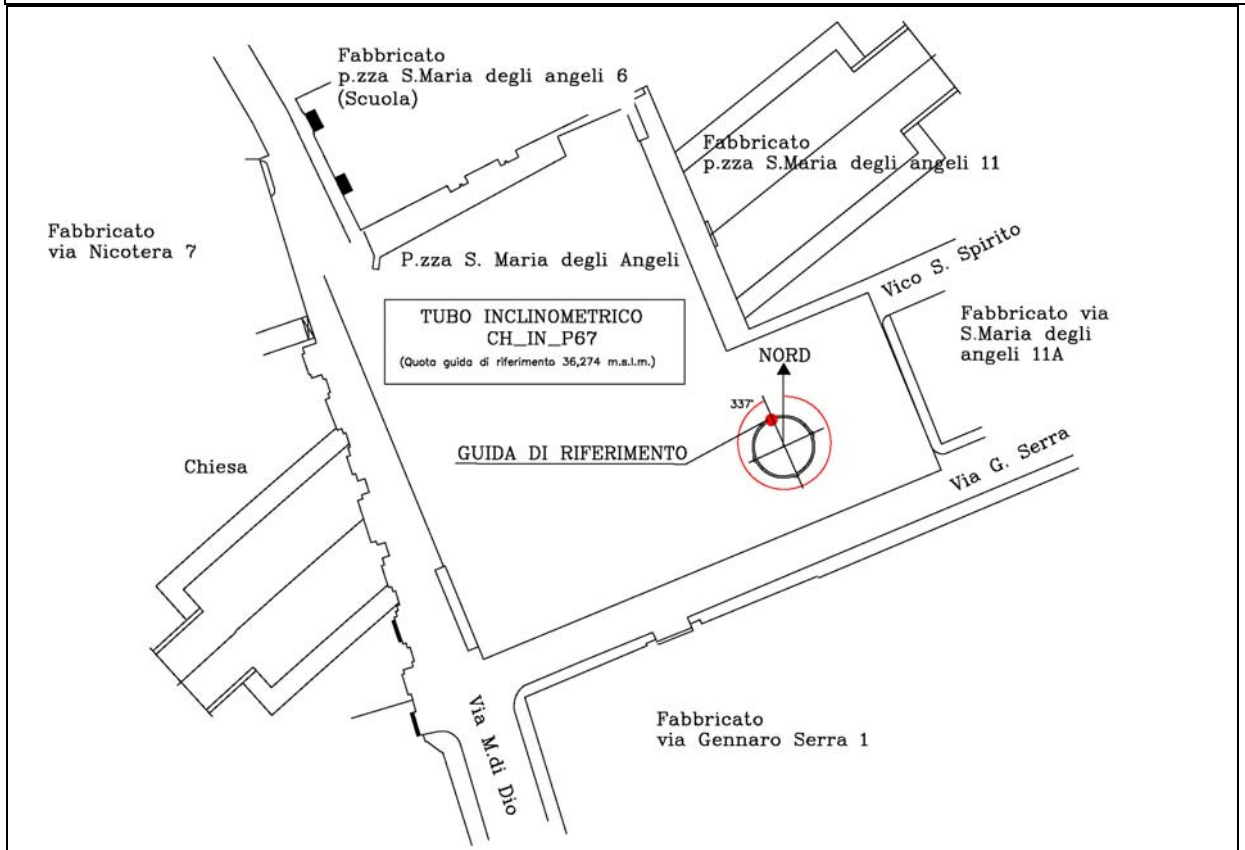 Fabbricato
p.zza S.Maria degli angeli 6
(Scuola)
Fabbricato
p.zza S.Maria degli angeli 11
Fabbricato
via Nicotera 7
P.zza S. Maria degli Angeli
Vico S. Spirito
TUBO INCLINOMETRICO
CH_IN_P67
(Quota guida di riferimento 36,274 m.s.l.m.)
Fabbricato via
S.Maria degli
angeli 11A
NORD
337°
GUIDA DI RIFERIMENTO
Chiesa
Via G. Serra
Via M.di Dio
Fabbricato
via Gennaro Serra 1